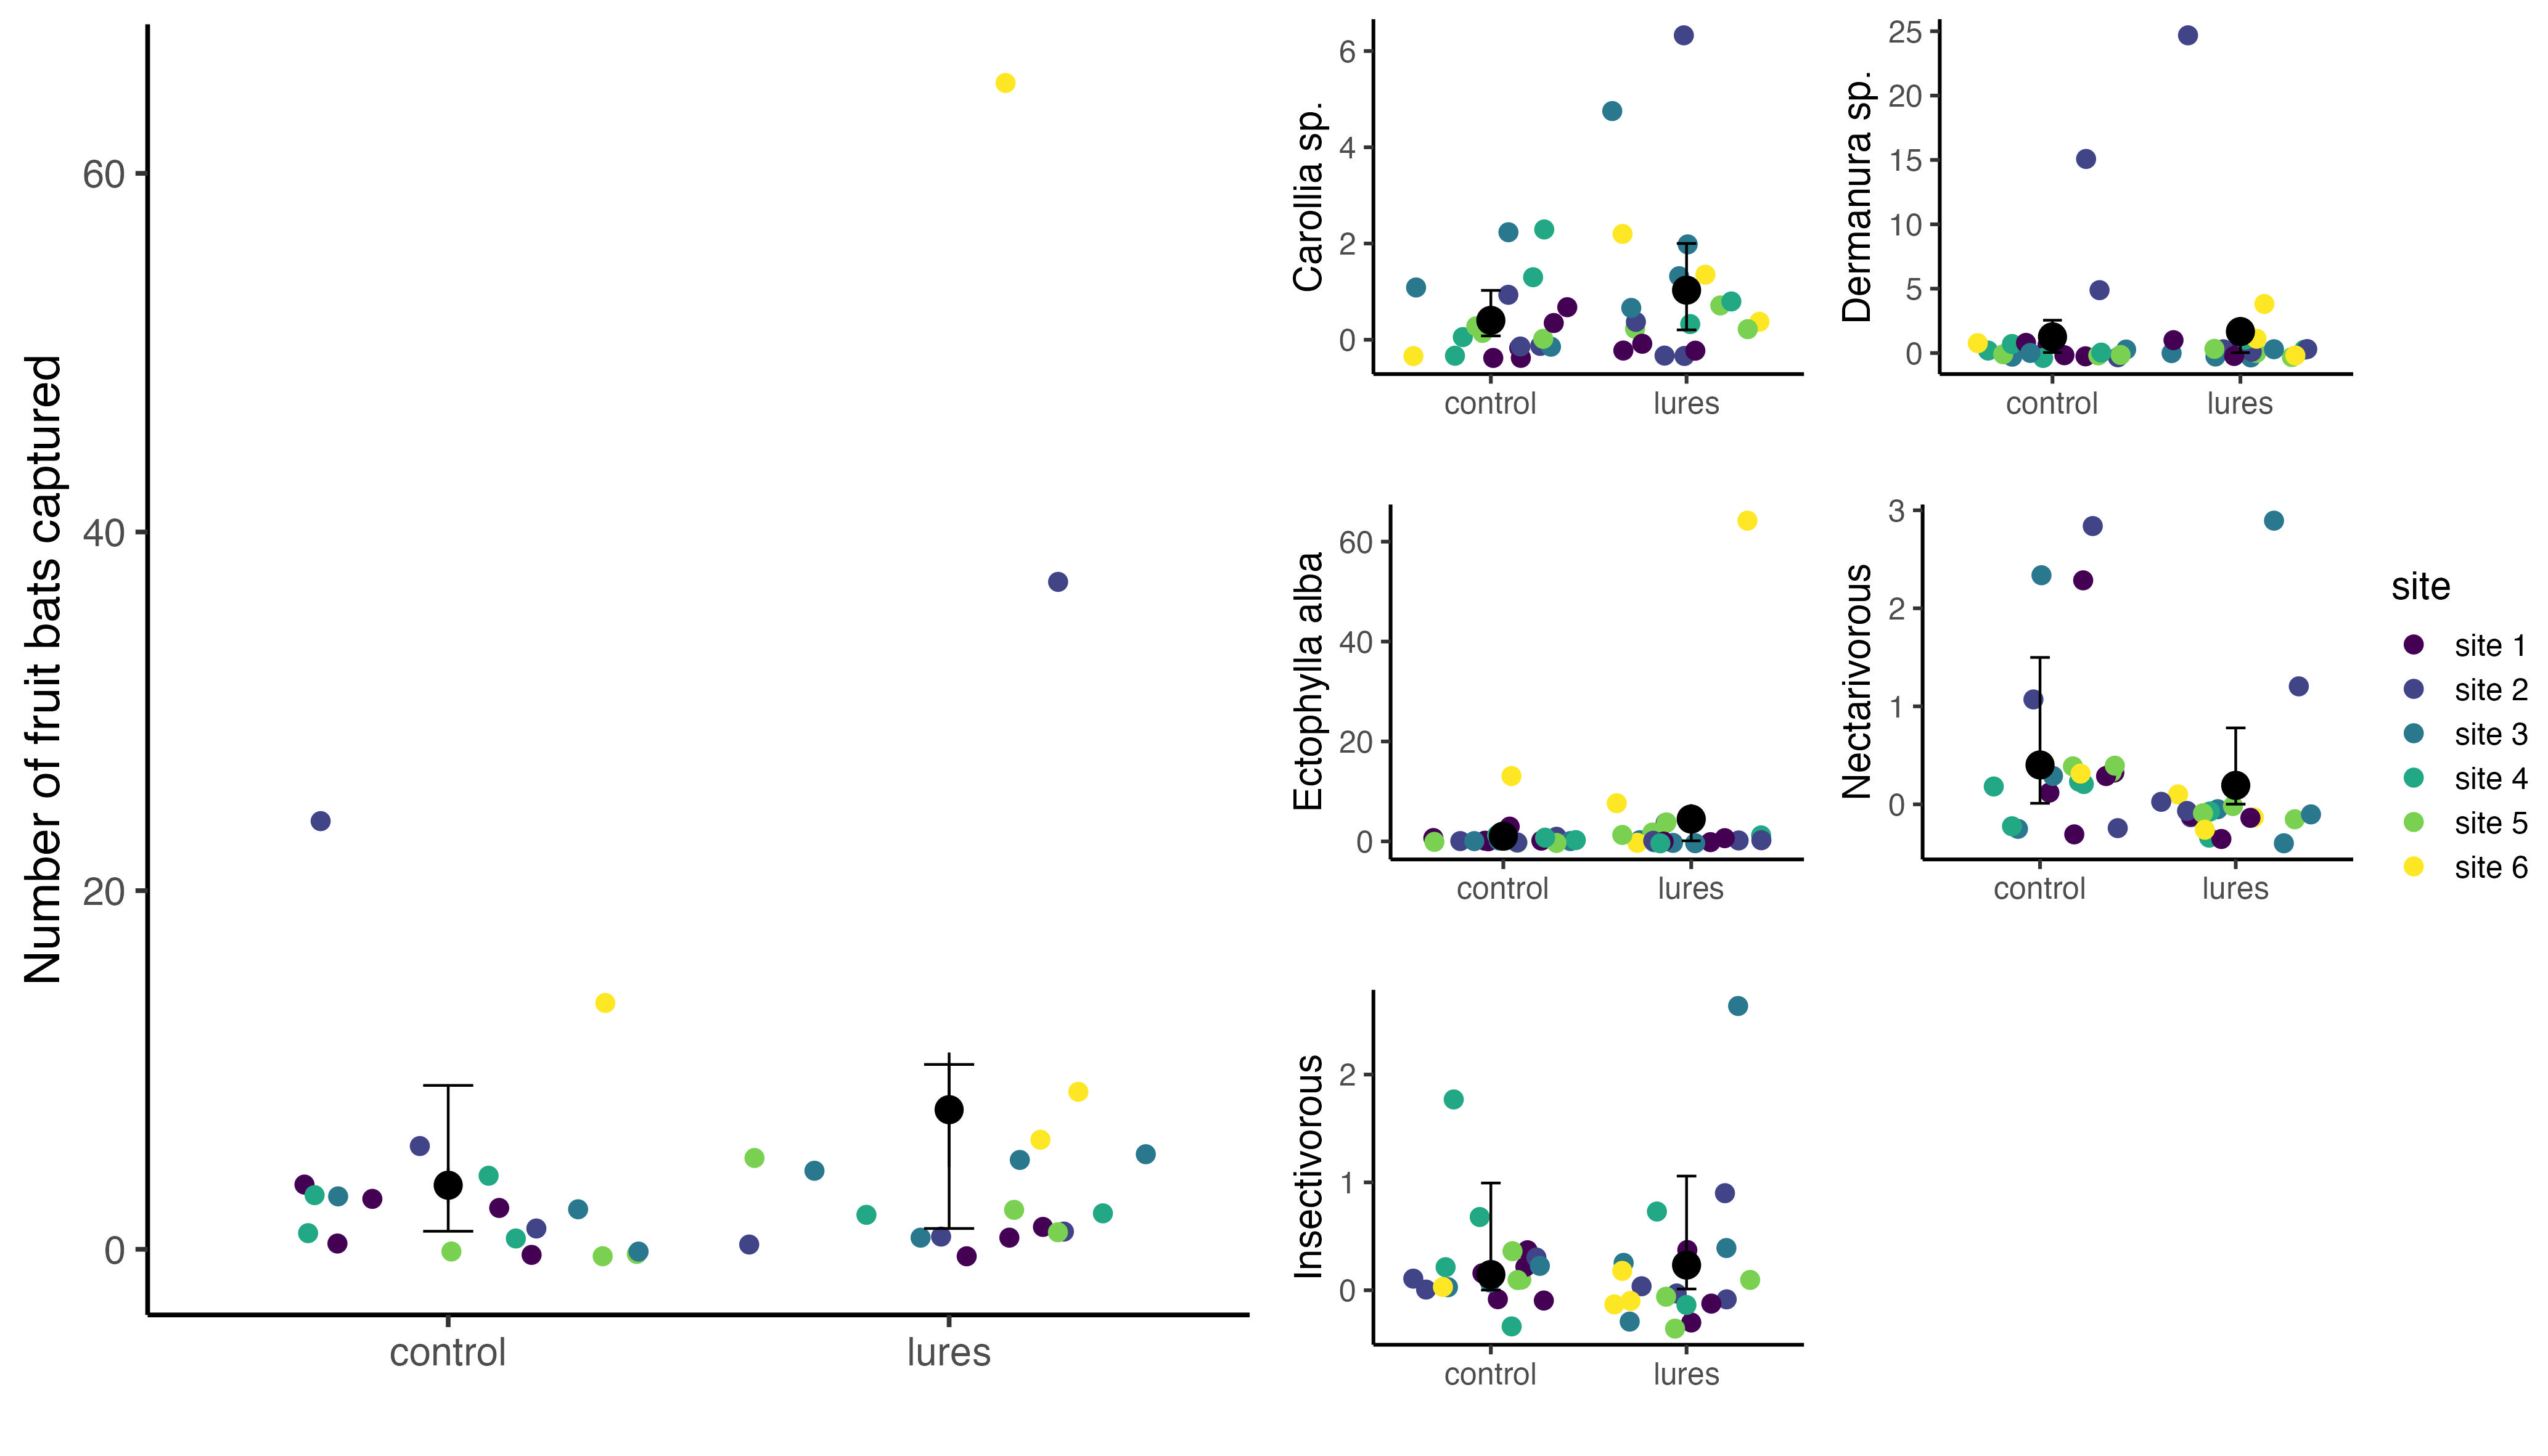 Number of fruit bats captured
60
40
20
0
control
lures
Carollia sp.
6
4
2
0
control
lures
Dermanura sp.
25
20
15
10
5
0
control
lures
Ectophylla alba
60
40
20
0
control
lures
Nectarivorous
3
2
1
0
control
lures
Insectivorous
2
1
0
control
lures
site
site 1
site 2
site 3
site 4
site 5
site 6